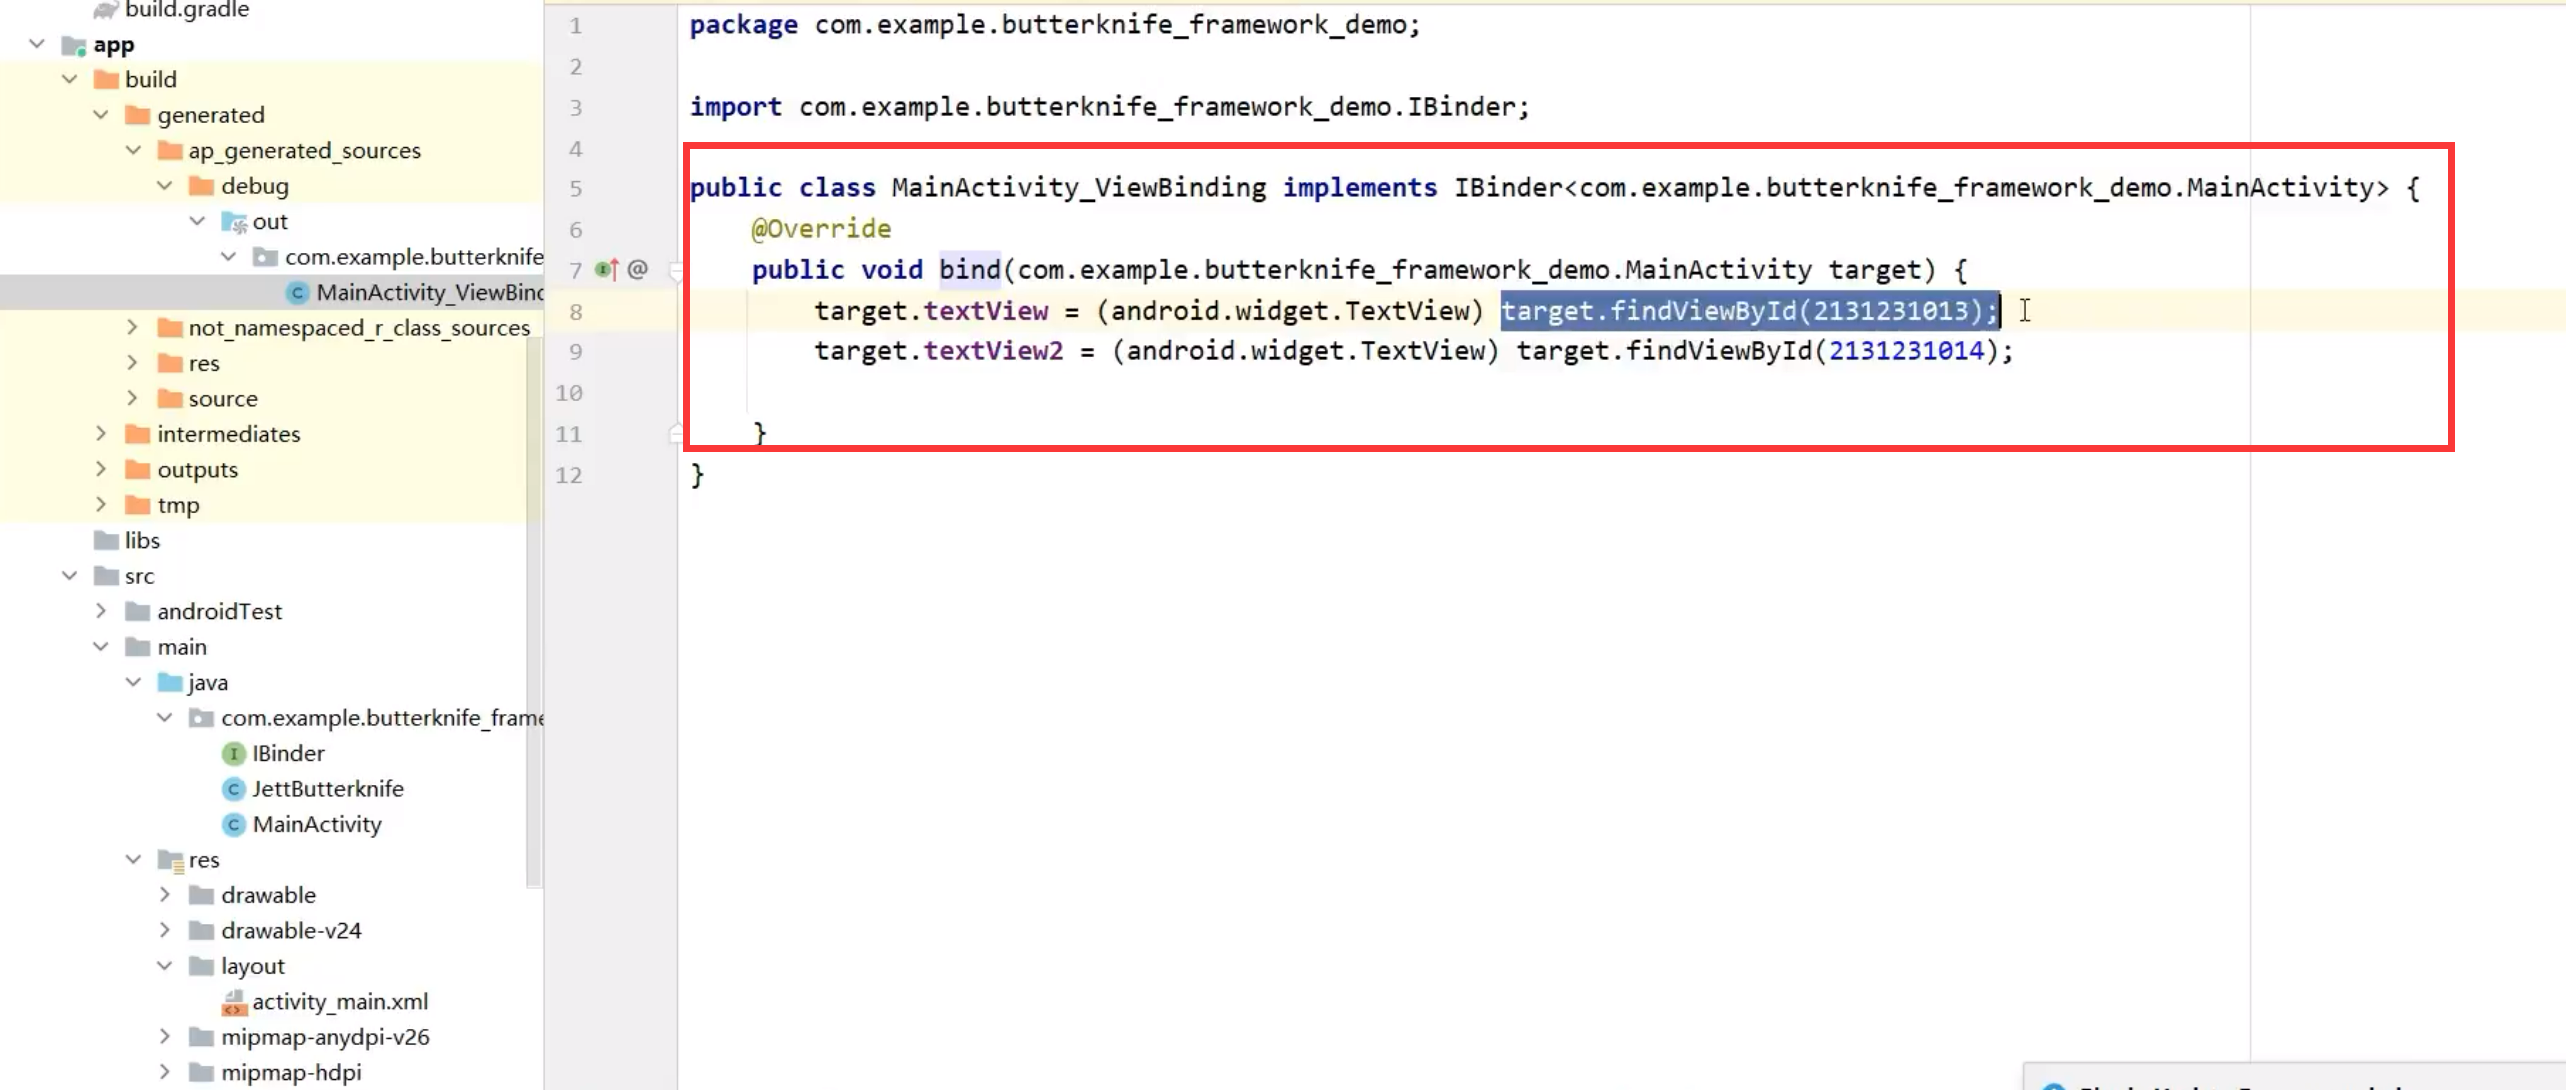 build.gradle
app
build
generated
ap_generated_sources
debug
out
com.example.butterknife
MainActivity_ViewBind
not_namespaced_r_class_sources
res
source
intermediates
outputs
tmp
libs
src
androidTest
main
java
com.example.butterknife_frame
IBinder
JettButterknife
MainActivity
res
drawable
drawable-v24
layout
activity_main.xml
mipmap-anydpi-v26
mipmap-hdpi
1 package com.example.butterknife_framework_demo;
2
3 import com.example.butterknife_framework_demo.IBinder;
4
5 public class MainActivity_ViewBinding implements IBinder<com.example.butterknife_framework_demo.MainActivity> {
6 @Override
7 public void bind(com.example.butterknife_framework_demo.MainActivity target) {
8 target.textView = (android.widget.TextView) target.findViewById(2131231013);
9 target.textView2 = (android.widget.TextView) target.findViewById(2131231014);
10
11 }
12 }